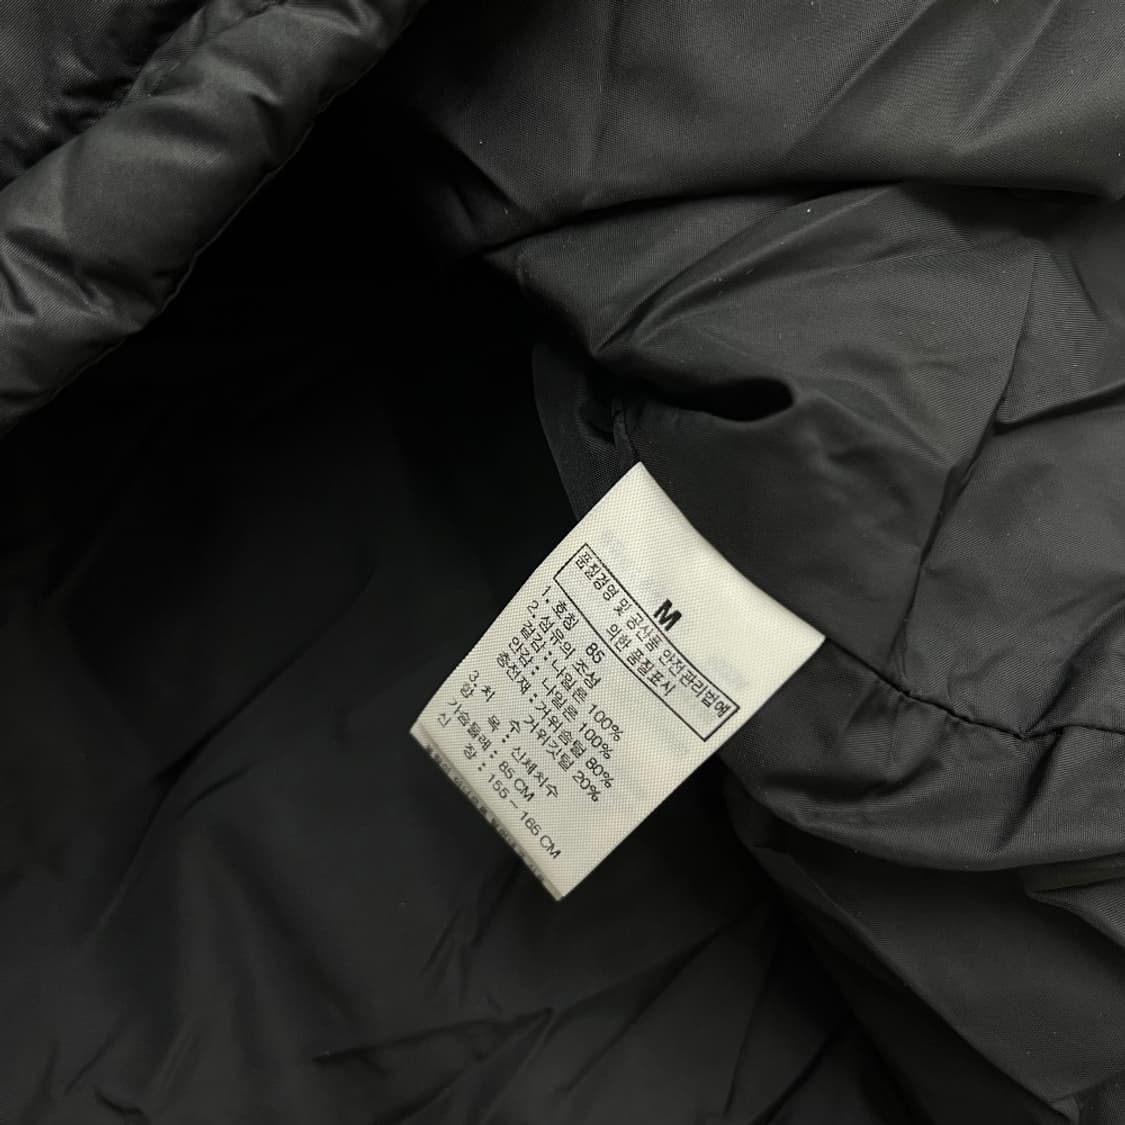 M
품질경영 및 공산품 안전관리법에
의한 품질표시
1. 호칭 85
2. 섬유의 조성
겉감 : 나일론 100%
안감 : 나일론 100%
충전재 : 거위솜털 80%
거위깃털 20%
3. 치 수
항 목 : 신체치수
가슴둘레 : 85 CM
신 장 : 155 ~ 165 CM